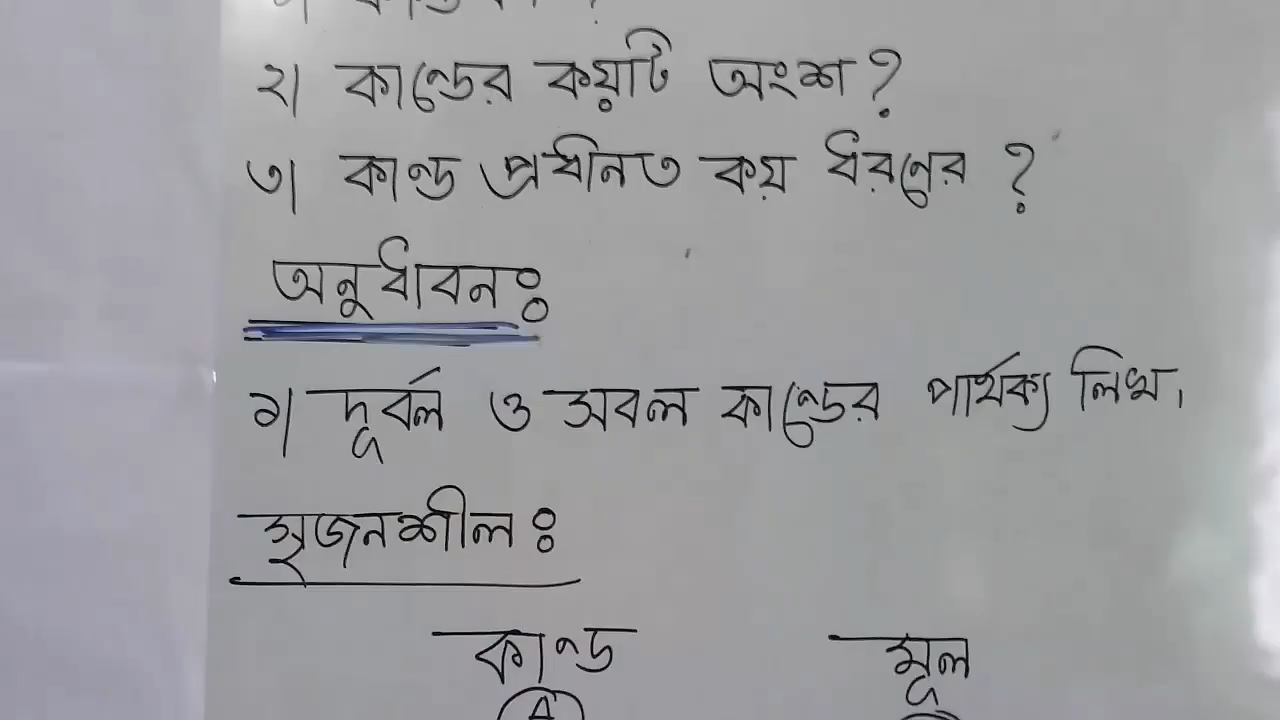 ২। কান্ডের কয়টি অংশ?
৩। কান্ড প্রধানত কয় ধরনের ?
অনুধাবনঃ
১। দূর্বল ও সবল কান্ডের পার্থক্য লিখ।
সৃজনশীলঃ
কান্ড মূল
A